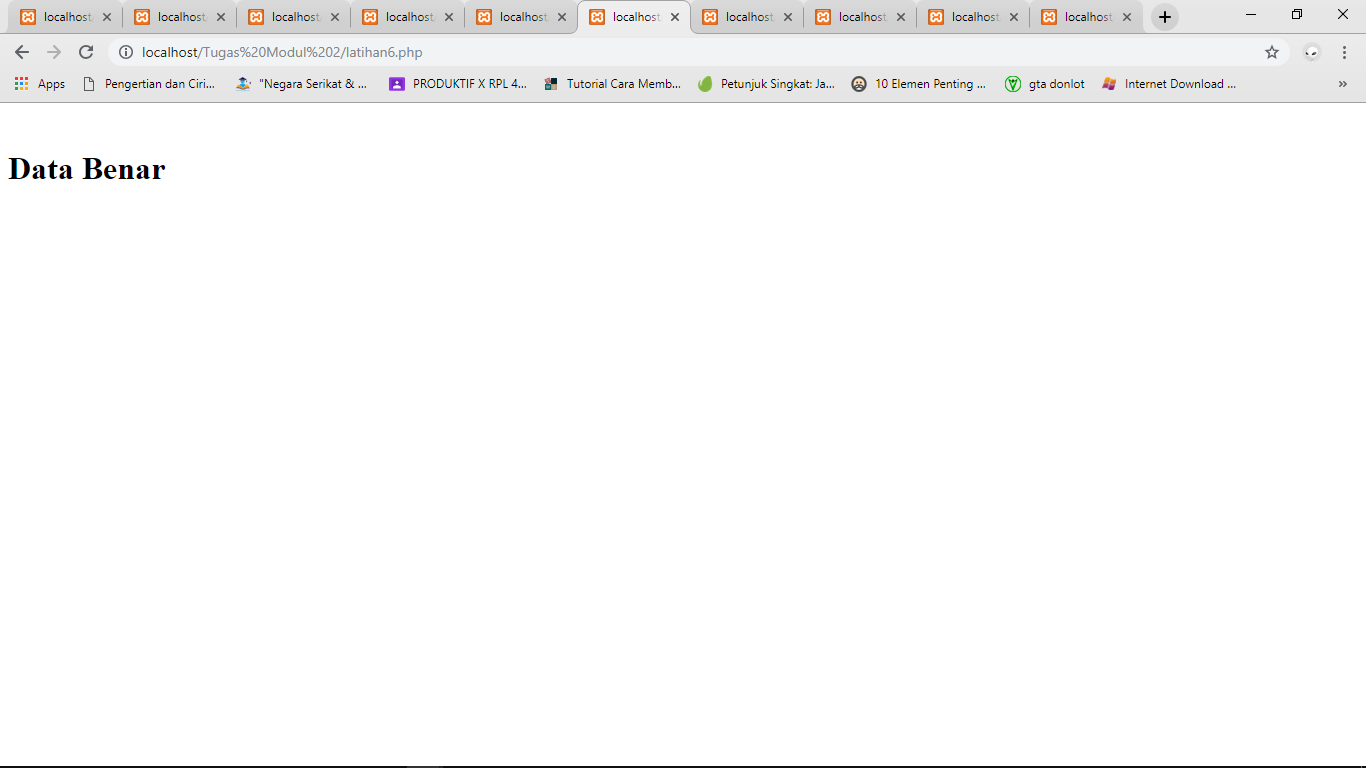 localhost localhost localhost localhost localhost localhost localhost localhost localhost localhost
localhost/Tugas%20Modul%202/latihan6.php
Apps Pengertian dan Ciri... "Negara Serikat & ... PRODUKTIF X RPL 4... Tutorial Cara Memb... Petunjuk Singkat: Ja... 10 Elemen Penting ... gta donlot Internet Download ... »
Data Benar